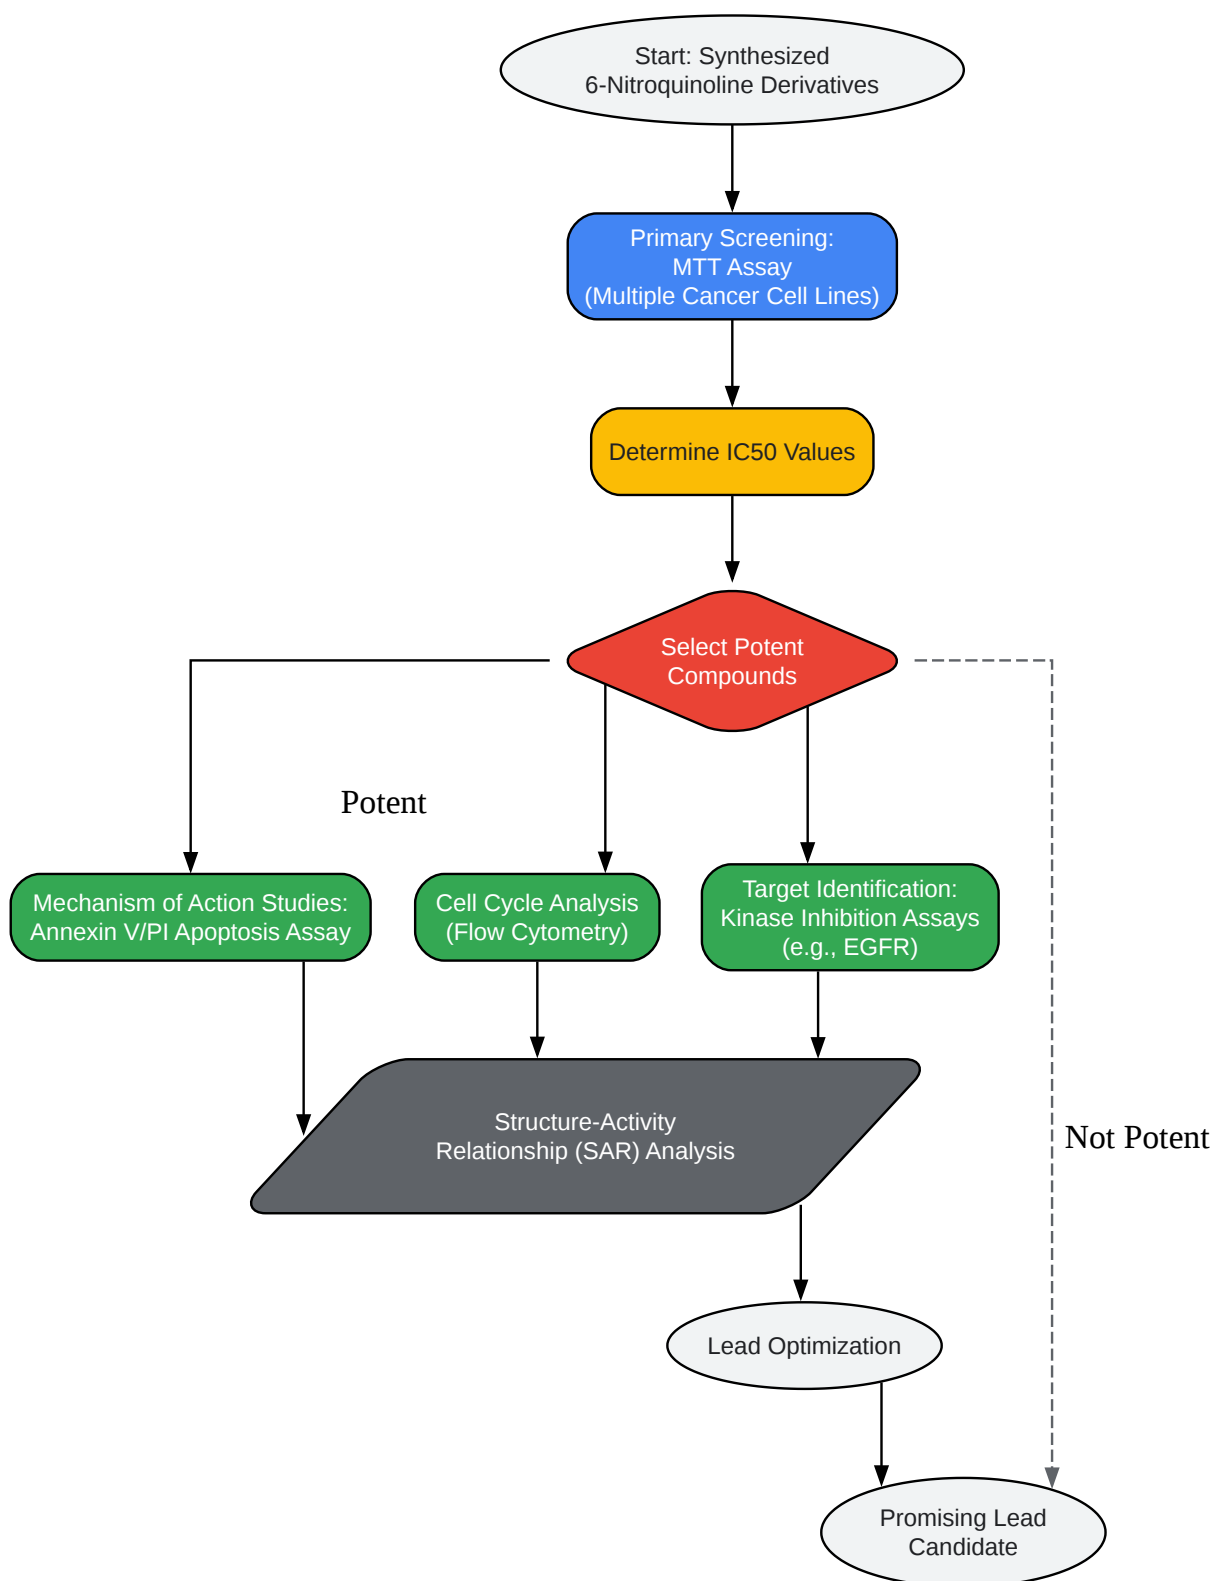 Start: Synthesized
6-Nitroquinoline Derivatives
Primary Screening:
MTT Assay
(Multiple Cancer Cell Lines)
Determine IC50 Values
Select Potent
Compounds
Potent
Mechanism of Action Studies:
Annexin V/PI Apoptosis Assay
Cell Cycle Analysis
(Flow Cytometry)
Target Identification:
Kinase Inhibition Assays
(e.g., EGFR)
Structure-Activity
Relationship (SAR) Analysis
Not Potent
Lead Optimization
Promising Lead
Candidate